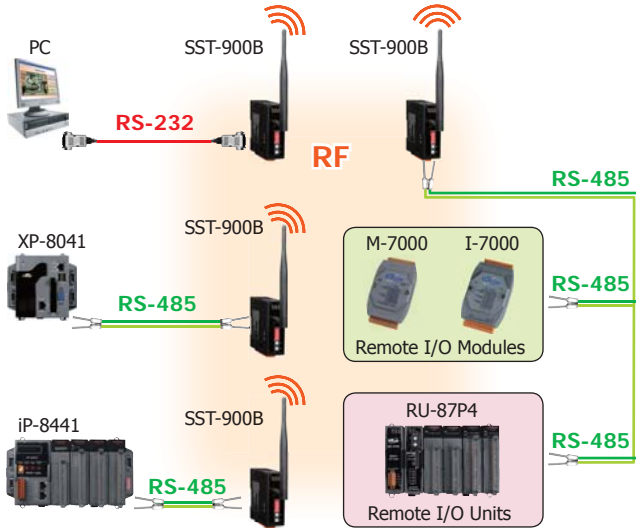 PC
SST-900B
SST-900B
RS-232
RF
RS-485
XP-8041
SST-900B
RS-485
M-7000
I-7000
RS-485
Remote I/O Modules
iP-8441
SST-900B
RS-485
RU-87P4
RS-485
Remote I/O Units